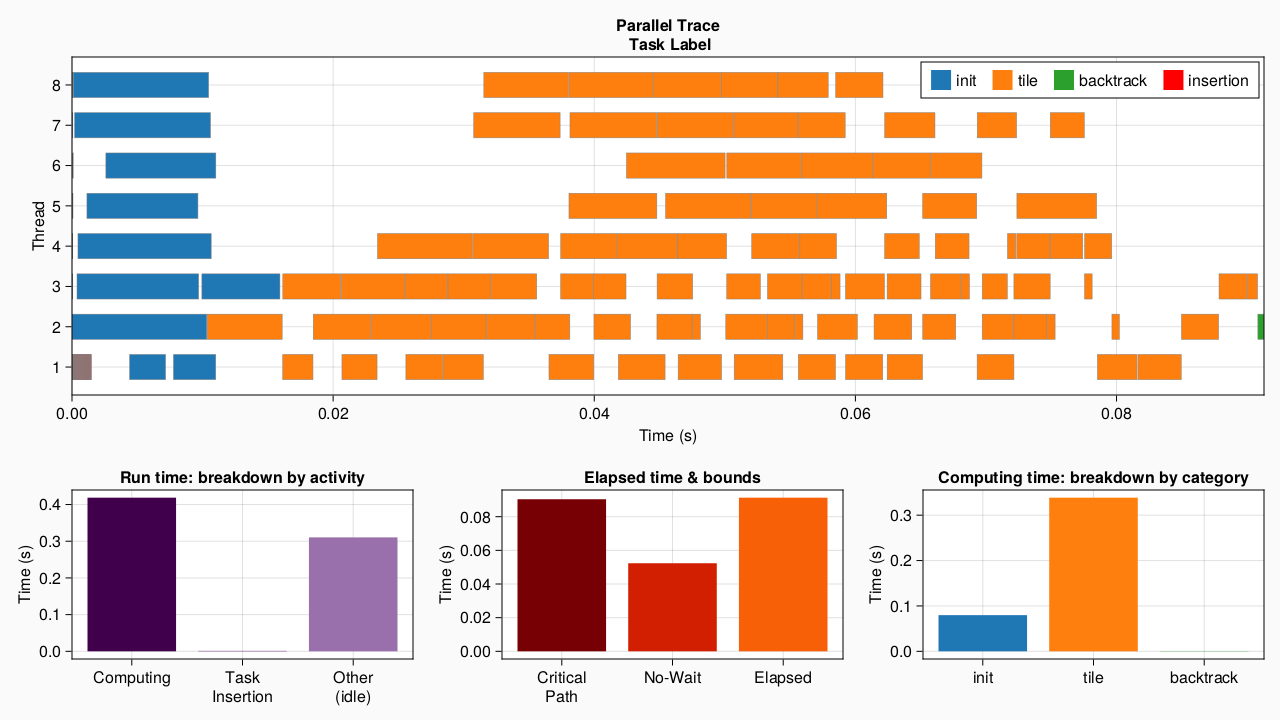 Parallel Trace
Task Label
init tile backtrack insertion
Thread
8
7
6
5
4
3
2
1
0.00 0.02 0.04 0.06 0.08
Time (s)
Run time: breakdown by activity
Time (s)
0.4
0.3
0.2
0.1
0.0
Computing Task Insertion Other (idle)
Elapsed time & bounds
Time (s)
0.08
0.06
0.04
0.02
0.00
Critical Path No-Wait Elapsed
Computing time: breakdown by category
Time (s)
0.3
0.2
0.1
0.0
init tile backtrack